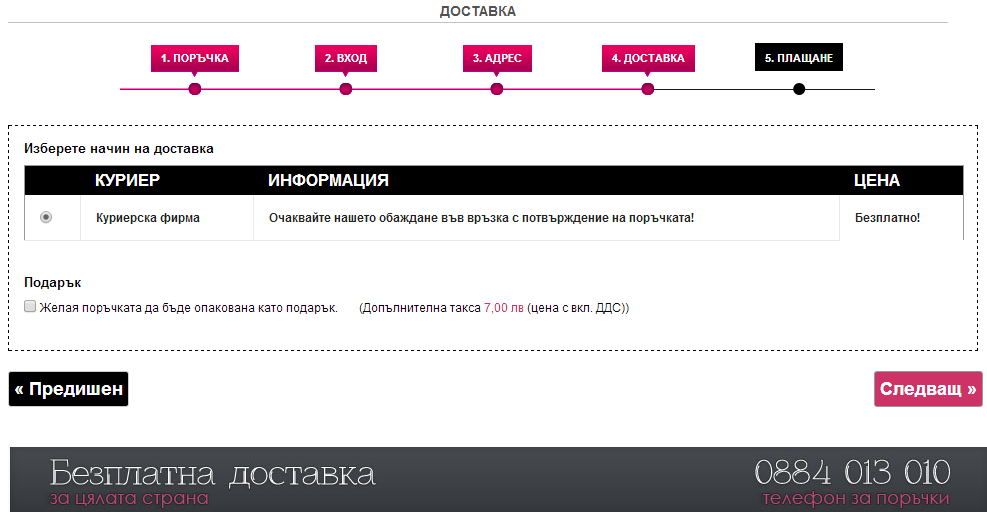 ДОСТАВКА
1. ПОРЪЧКА 2. ВХОД 3. АДРЕС 4. ДОСТАВКА 5. ПЛАЩАНЕ
Изберете начин на доставка
КУРИЕР ИНФОРМАЦИЯ ЦЕНА
Куриерска фирма Очаквайте нашето обаждане във връзка с потвърждение на поръчката! Безплатно!
Подарък
Желая поръчката да бъде опакована като подарък. (Допълнителна такса 7,00 лв (цена с вкл. ДДС))
« Предишен Следващ »
Безплатна доставка 0884 013 010
за цялата страна телефон за поръчки